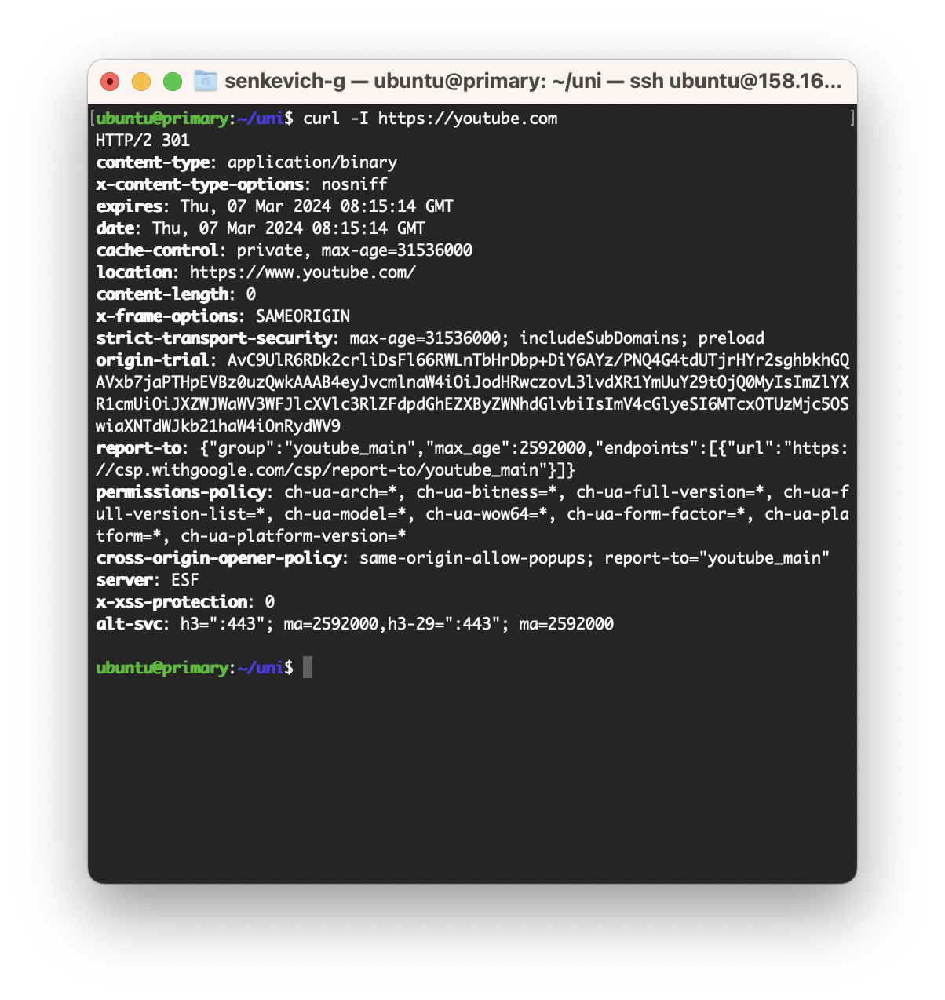 senkevich-g — ubuntu@primary: ~/uni — ssh ubuntu@158.16...
[ubuntu@primary:~/uni$ curl -I https://youtube.com ]
HTTP/2 301
content-type: application/binary
x-content-type-options: nosniff
expires: Thu, 07 Mar 2024 08:15:14 GMT
date: Thu, 07 Mar 2024 08:15:14 GMT
cache-control: private, max-age=31536000
location: https://www.youtube.com/
content-length: 0
x-frame-options: SAMEORIGIN
strict-transport-security: max-age=31536000; includeSubDomains; preload
origin-trial: AvC9UlR6RDk2crliDsFl66RWLnTbHrDbp+DiY6AYz/PNQ4G4tdUTjrHYr2sghbkhGQ
AVxb7jaPTHpEVBz0uzQwkAAAB4eyJvcmlnaW4iOiJodHRwczovL3lvdXR1YmUuY29tOjQ0MyIsImZlYX
R1cmUiOiJXZWJWaWV3WFJlcXVlc3RlZFdpdGhEZXByZWNhdGlvbiIsImV4cGlyeSI6MTcxOTUzMjc5OS
wiaXNTdWJkb21haW4iOnRydWV9
report-to: {"group":"youtube_main","max_age":2592000,"endpoints":[{"url":"https:
//csp.withgoogle.com/csp/report-to/youtube_main"}]}
permissions-policy: ch-ua-arch=*, ch-ua-bitness=*, ch-ua-full-version=*, ch-ua-f
ull-version-list=*, ch-ua-model=*, ch-ua-wow64=*, ch-ua-form-factor=*, ch-ua-pla
tform=*, ch-ua-platform-version=*
cross-origin-opener-policy: same-origin-allow-popups; report-to="youtube_main"
server: ESF
x-xss-protection: 0
alt-svc: h3=":443"; ma=2592000,h3-29=":443"; ma=2592000
ubuntu@primary:~/uni$